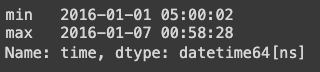 min   2016-01-01 05:00:02
max   2016-01-07 00:58:28
Name: time, dtype: datetime64[ns]